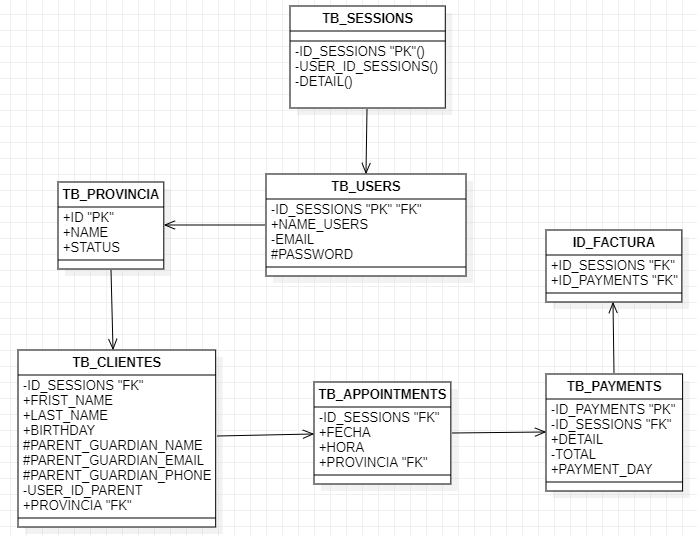 TB_SESSIONS
-ID_SESSIONS "PK"()
-USER_ID_SESSIONS()
-DETAIL()
TB_USERS
-ID_SESSIONS "PK" "FK"
+NAME_USERS
-EMAIL
#PASSWORD
TB_PROVINCIA
+ID "PK"
+NAME
+STATUS
ID_FACTURA
+ID_SESSIONS "FK"
+ID_PAYMENTS "FK"
TB_CLIENTES
-ID_SESSIONS "FK"
+FRIST_NAME
+LAST_NAME
+BIRTHDAY
#PARENT_GUARDIAN_NAME
#PARENT_GUARDIAN_EMAIL
#PARENT_GUARDIAN_PHONE
-USER_ID_PARENT
+PROVINCIA "FK"
TB_APPOINTMENTS
-ID_SESSIONS "FK"
+FECHA
+HORA
+PROVINCIA "FK"
TB_PAYMENTS
-ID_PAYMENTS "PK"
-ID_SESSIONS "FK"
+DETAIL
-TOTAL
+PAYMENT_DAY